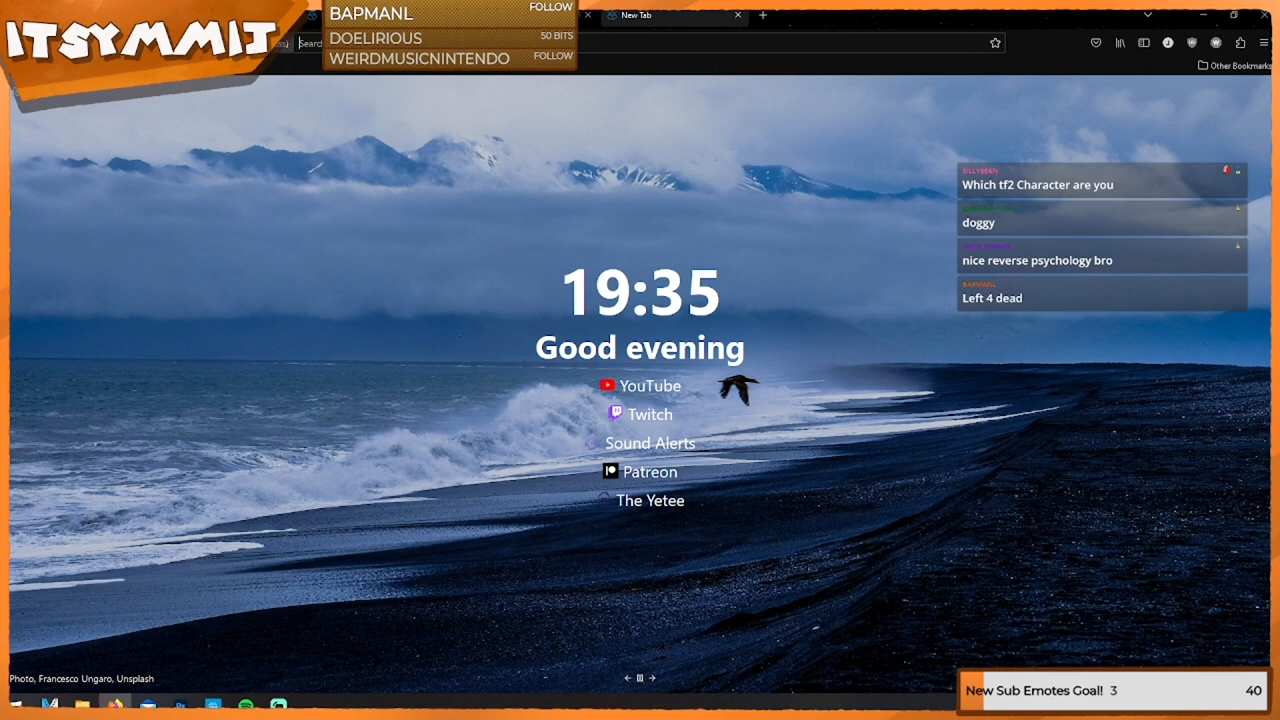 ITSYMMIJ
BAPMANL FOLLOW
DOELIRIOUS 50 BITS
WEIRDMUSICNINTENDO FOLLOW
New Tab
Other Bookmarks
SILLYBEAN
Which tf2 Character are you
doggy
nice reverse psychology bro
BAPMANL
Left 4 dead
19:35
Good evening
YouTube
Twitch
Sound Alerts
Patreon
The Yetee
Photo, Francesco Ungaro, Unsplash
New Sub Emotes Goal! 3 40